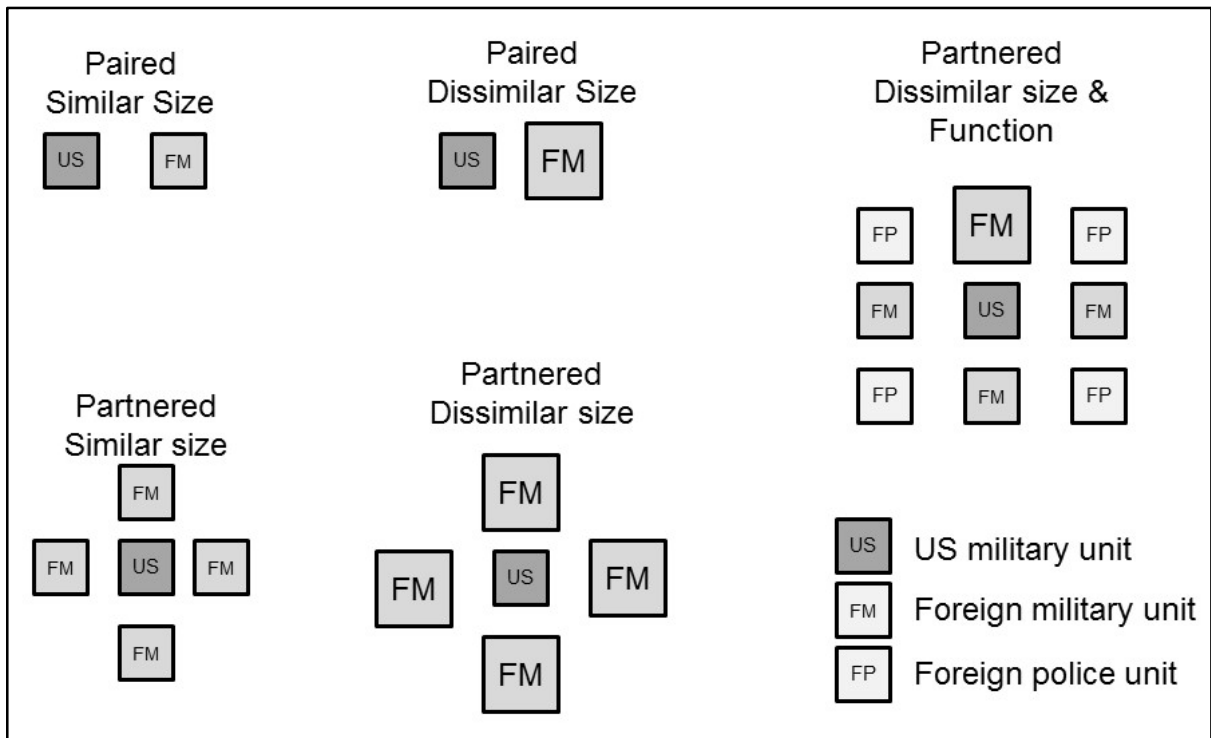 Paired
Similar Size
US
FM
Paired
Dissimilar Size
US
FM
Partnered
Dissimilar size &
Function
FP
FM
FP
FM
US
FM
FP
FM
FP
Partnered
Similar size
FM
FM
US
FM
FM
Partnered
Dissimilar size
FM
FM
US
FM
FM
US
US military unit
FM
Foreign military unit
FP
Foreign police unit